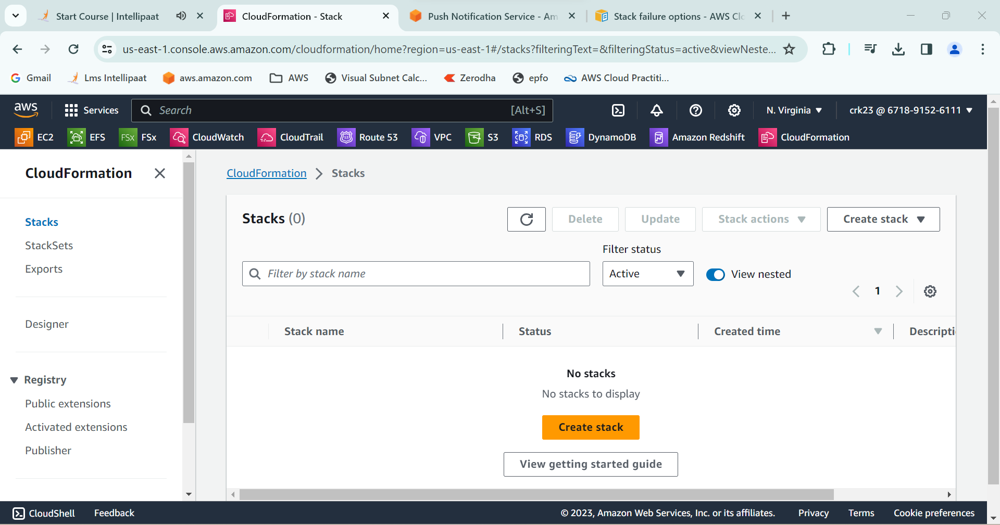 Start Course | Intellipaat
CloudFormation - Stack
Push Notification Service - Am
Stack failure options - AWS Clo
us-east-1.console.aws.amazon.com/cloudformation/home?region=us-east-1#/stacks?filteringText=&filteringStatus=active&viewNeste...
Gmail
Lms Intellipaat
aws.amazon.com
AWS
Visual Subnet Calc...
Zerodha
epfo
AWS Cloud Practiti...
aws
Services
Search
[Alt+S]
N. Virginia
crk23 @ 6718-9152-6111
EC2
EFS
FSx
FSx
CloudWatch
CloudTrail
53
Route 53
VPC
S3
RDS
DynamoDB
Amazon Redshift
CloudFormation
CloudFormation
Stacks
StackSets
Exports
Designer
Registry
Public extensions
Activated extensions
Publisher
CloudFormation
Stacks
Stacks (0)
Delete
Update
Stack actions
Create stack
Filter status
Filter by stack name
Active
View nested
1
Stack name
Status
Created time
Descripti
No stacks
No stacks to display
Create stack
View getting started guide
CloudShell
Feedback
© 2023, Amazon Web Services, Inc. or its affiliates.
Privacy
Terms
Cookie preferences